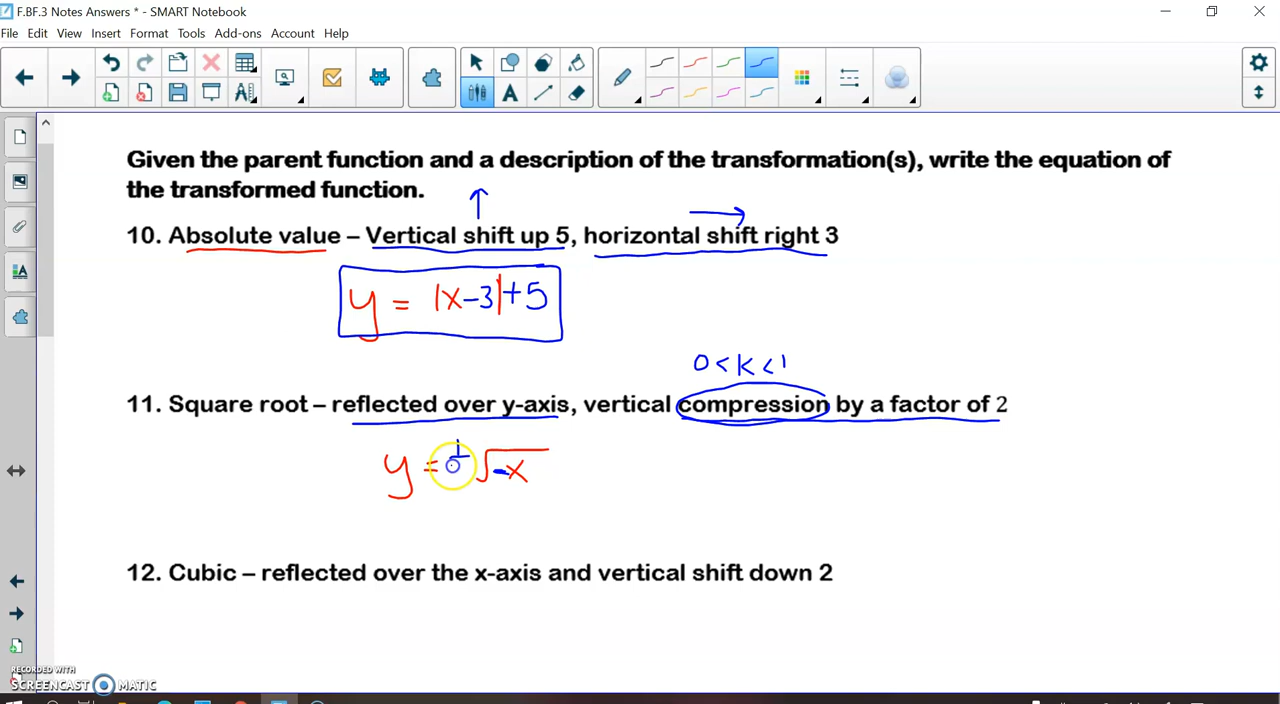 F.BF.3 Notes Answers * - SMART Notebook
File Edit View Insert Format Tools Add-ons Account Help
Given the parent function and a description of the transformation(s), write the equation of
the transformed function.
10. Absolute value – Vertical shift up 5, horizontal shift right 3
y = |x-3|+5
0<K<1
11. Square root – reflected over y-axis, vertical compression by a factor of 2
y = 1 √-x
12. Cubic – reflected over the x-axis and vertical shift down 2
RECORDED WITH
SCREENCAST MATIC